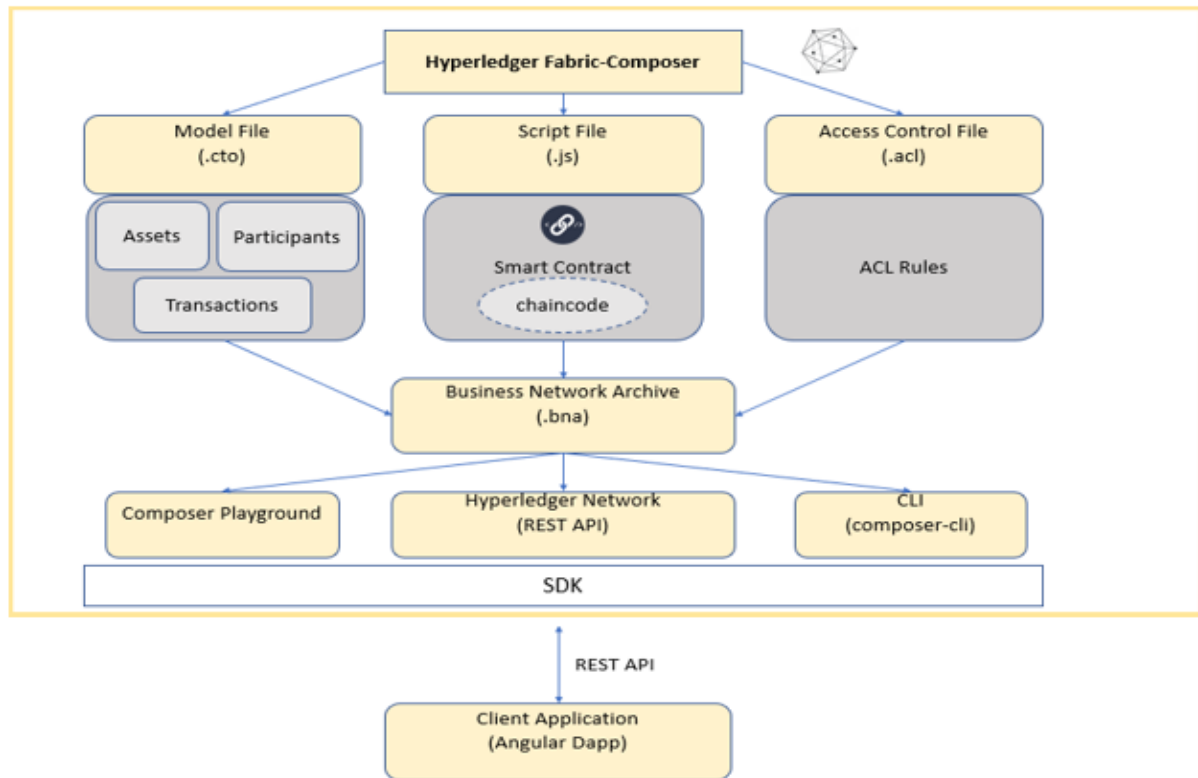 Hyperledger Fabric-Composer
Model File
(.cto)
Script File
(.js)
Access Control File
(.acl)
Assets
Participants
Transactions
Smart Contract
chaincode
ACL Rules
Business Network Archive
(.bna)
Composer Playground
Hyperledger Network
(REST API)
CLI
(composer-cli)
SDK
REST API
Client Application
(Angular Dapp)